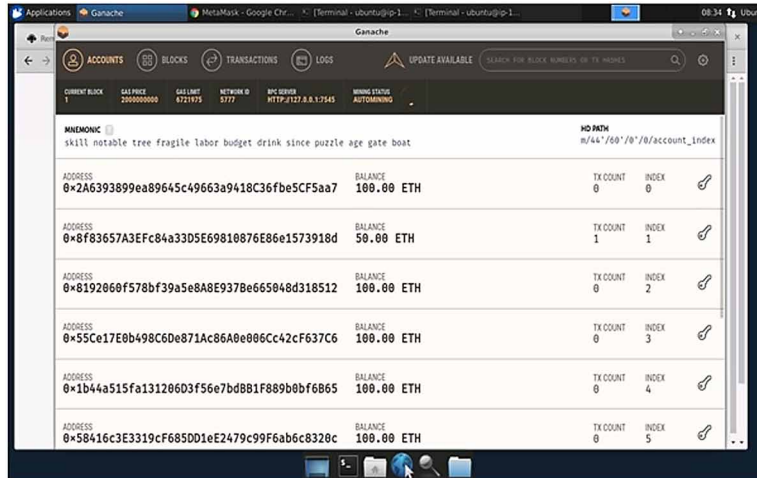 Applications
Ganache
MetaMask - Google Chr...
[Terminal - ubuntu@ip-1...
[Terminal - ubuntu@ip-1...
08:34
Ubu
Ganache
Rem
ACCOUNTS
BLOCKS
TRANSACTIONS
LOGS
UPDATE AVAILABLE
SEARCH FOR BLOCK NUMBERS OR TX HASHES
CURRENT BLOCK
1
GAS PRICE
2000000000
GAS LIMIT
6721975
NETWORK ID
5777
RPC SERVER
HTTP://127.0.0.1:7545
MINING STATUS
AUTOMINING
MNEMONIC ?
skill notable tree fragile labor budget drink since puzzle age gate boat
HD PATH
m/44'/60'/0'/0/account_index
ADDRESS
0×2A6393899ea89645c49663a9418C36fbe5CF5aa7
BALANCE
100.00 ETH
TX COUNT
0
INDEX
0
ADDRESS
0×8f83657A3EFc84a33D5E69810876E86e1573918d
BALANCE
50.00 ETH
TX COUNT
1
INDEX
1
ADDRESS
0×8192060f578bf39a5e8A8E937Be665048d318512
BALANCE
100.00 ETH
TX COUNT
0
INDEX
2
ADDRESS
0×55Ce17E0b498C6De871Ac86A0e006Cc42cF637C6
BALANCE
100.00 ETH
TX COUNT
0
INDEX
3
ADDRESS
0×1b44a515fa131206D3f56e7bdBB1F889b0bf6B65
BALANCE
100.00 ETH
TX COUNT
0
INDEX
4
ADDRESS
0×58416c3E3319cF685DD1eE2479c99F6ab6c8320c
BALANCE
100.00 ETH
TX COUNT
0
INDEX
5